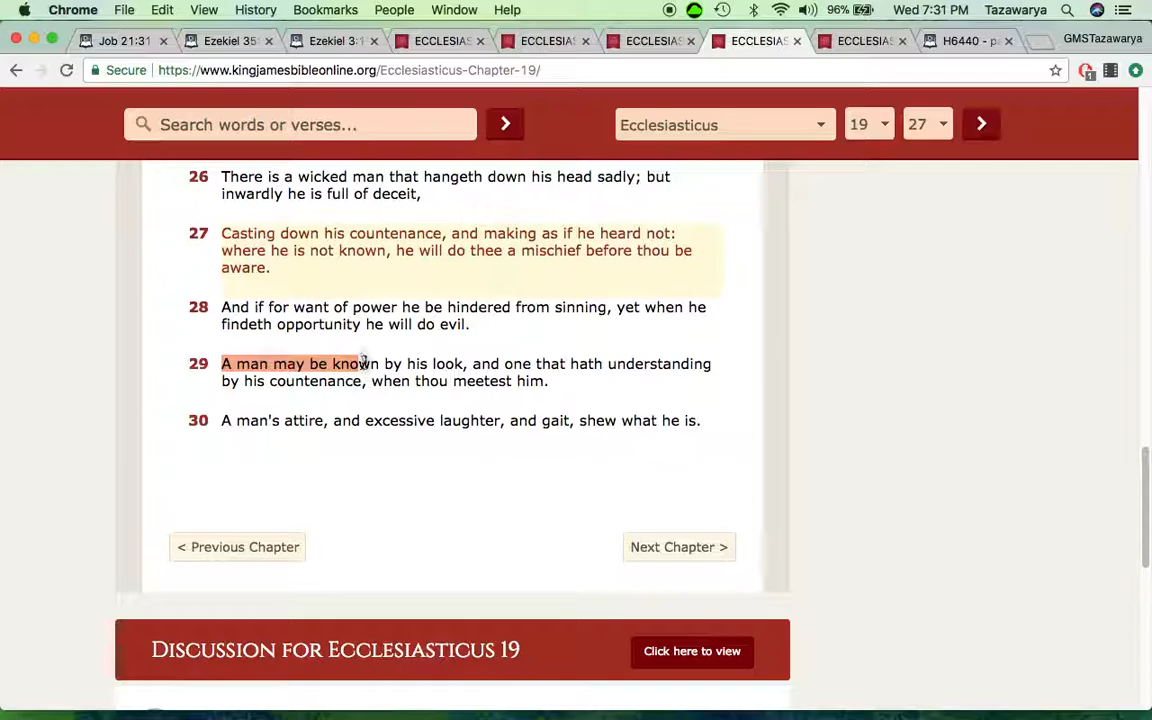 Chrome File Edit View History Bookmarks People Window Help 96% Wed 7:31 PM Tazawarya
Job 21:31 Ezekiel 35: Ezekiel 3:1 ECCLESIAS ECCLESIAS ECCLESIAS ECCLESIAS ECCLESIAS H6440 - pa GMSTazawarya
Secure https://www.kingjamesbibleonline.org/Ecclesiasticus-Chapter-19/
Search words or verses... Ecclesiasticus 19 27
26 There is a wicked man that hangeth down his head sadly; but
inwardly he is full of deceit,
27 Casting down his countenance, and making as if he heard not:
where he is not known, he will do thee a mischief before thou be
aware.
28 And if for want of power he be hindered from sinning, yet when he
findeth opportunity he will do evil.
29 A man may be known by his look, and one that hath understanding
by his countenance, when thou meetest him.
30 A man's attire, and excessive laughter, and gait, shew what he is.
< Previous Chapter Next Chapter >
Discussion for Ecclesiasticus 19 Click here to view